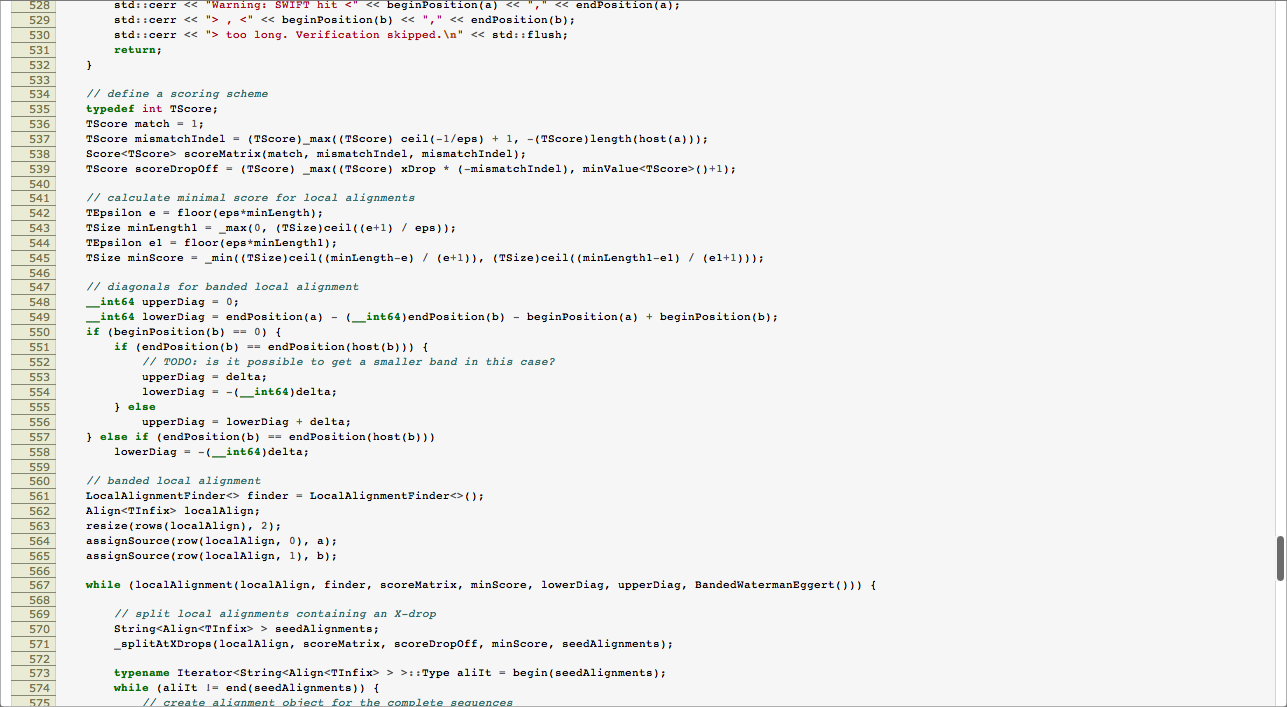 528 std::cerr << "Warning: SWIFT hit <" << beginPosition(a) << "," << endPosition(a);
529 std::cerr << "> , <" << beginPosition(b) << "," << endPosition(b);
530 std::cerr << "> too long. Verification skipped.\n" << std::flush;
531 return;
532 }
533
534 // define a scoring scheme
535 typedef int TScore;
536 TScore match = 1;
537 TScore mismatchIndel = (TScore)_max((TScore) ceil(-1/eps) + 1, -(TScore)length(host(a)));
538 Score<TScore> scoreMatrix(match, mismatchIndel, mismatchIndel);
539 TScore scoreDropOff = (TScore) _max((TScore) xDrop * (-mismatchIndel), minValue<TScore>()+1);
540
541 // calculate minimal score for local alignments
542 TEpsilon e = floor(eps*minLength);
543 TSize minLength1 = _max(0, (TSize)ceil((e+1) / eps));
544 TEpsilon e1 = floor(eps*minLength1);
545 TSize minScore = _min((TSize)ceil((minLength-e) / (e+1)), (TSize)ceil((minLength1-e1) / (e1+1)));
546
547 // diagonals for banded local alignment
548 __int64 upperDiag = 0;
549 __int64 lowerDiag = endPosition(a) - (__int64)endPosition(b) - beginPosition(a) + beginPosition(b);
550 if (beginPosition(b) == 0) {
551 if (endPosition(b) == endPosition(host(b))) {
552 // TODO: is it possible to get a smaller band in this case?
553 upperDiag = delta;
554 lowerDiag = -(__int64)delta;
555 } else
556 upperDiag = lowerDiag + delta;
557 } else if (endPosition(b) == endPosition(host(b)))
558 lowerDiag = -(__int64)delta;
559
560 // banded local alignment
561 LocalAlignmentFinder<> finder = LocalAlignmentFinder<>();
562 Align<TInfix> localAlign;
563 resize(rows(localAlign), 2);
564 assignSource(row(localAlign, 0), a);
565 assignSource(row(localAlign, 1), b);
566
567 while (localAlignment(localAlign, finder, scoreMatrix, minScore, lowerDiag, upperDiag, BandedWatermanEggert())) {
568
569 // split local alignments containing an X-drop
570 String<Align<TInfix> > seedAlignments;
571 _splitAtXDrops(localAlign, scoreMatrix, scoreDropOff, minScore, seedAlignments);
572
573 typename Iterator<String<Align<TInfix> > >::Type aliIt = begin(seedAlignments);
574 while (aliIt != end(seedAlignments)) {
575 // create alignment object for the complete sequences